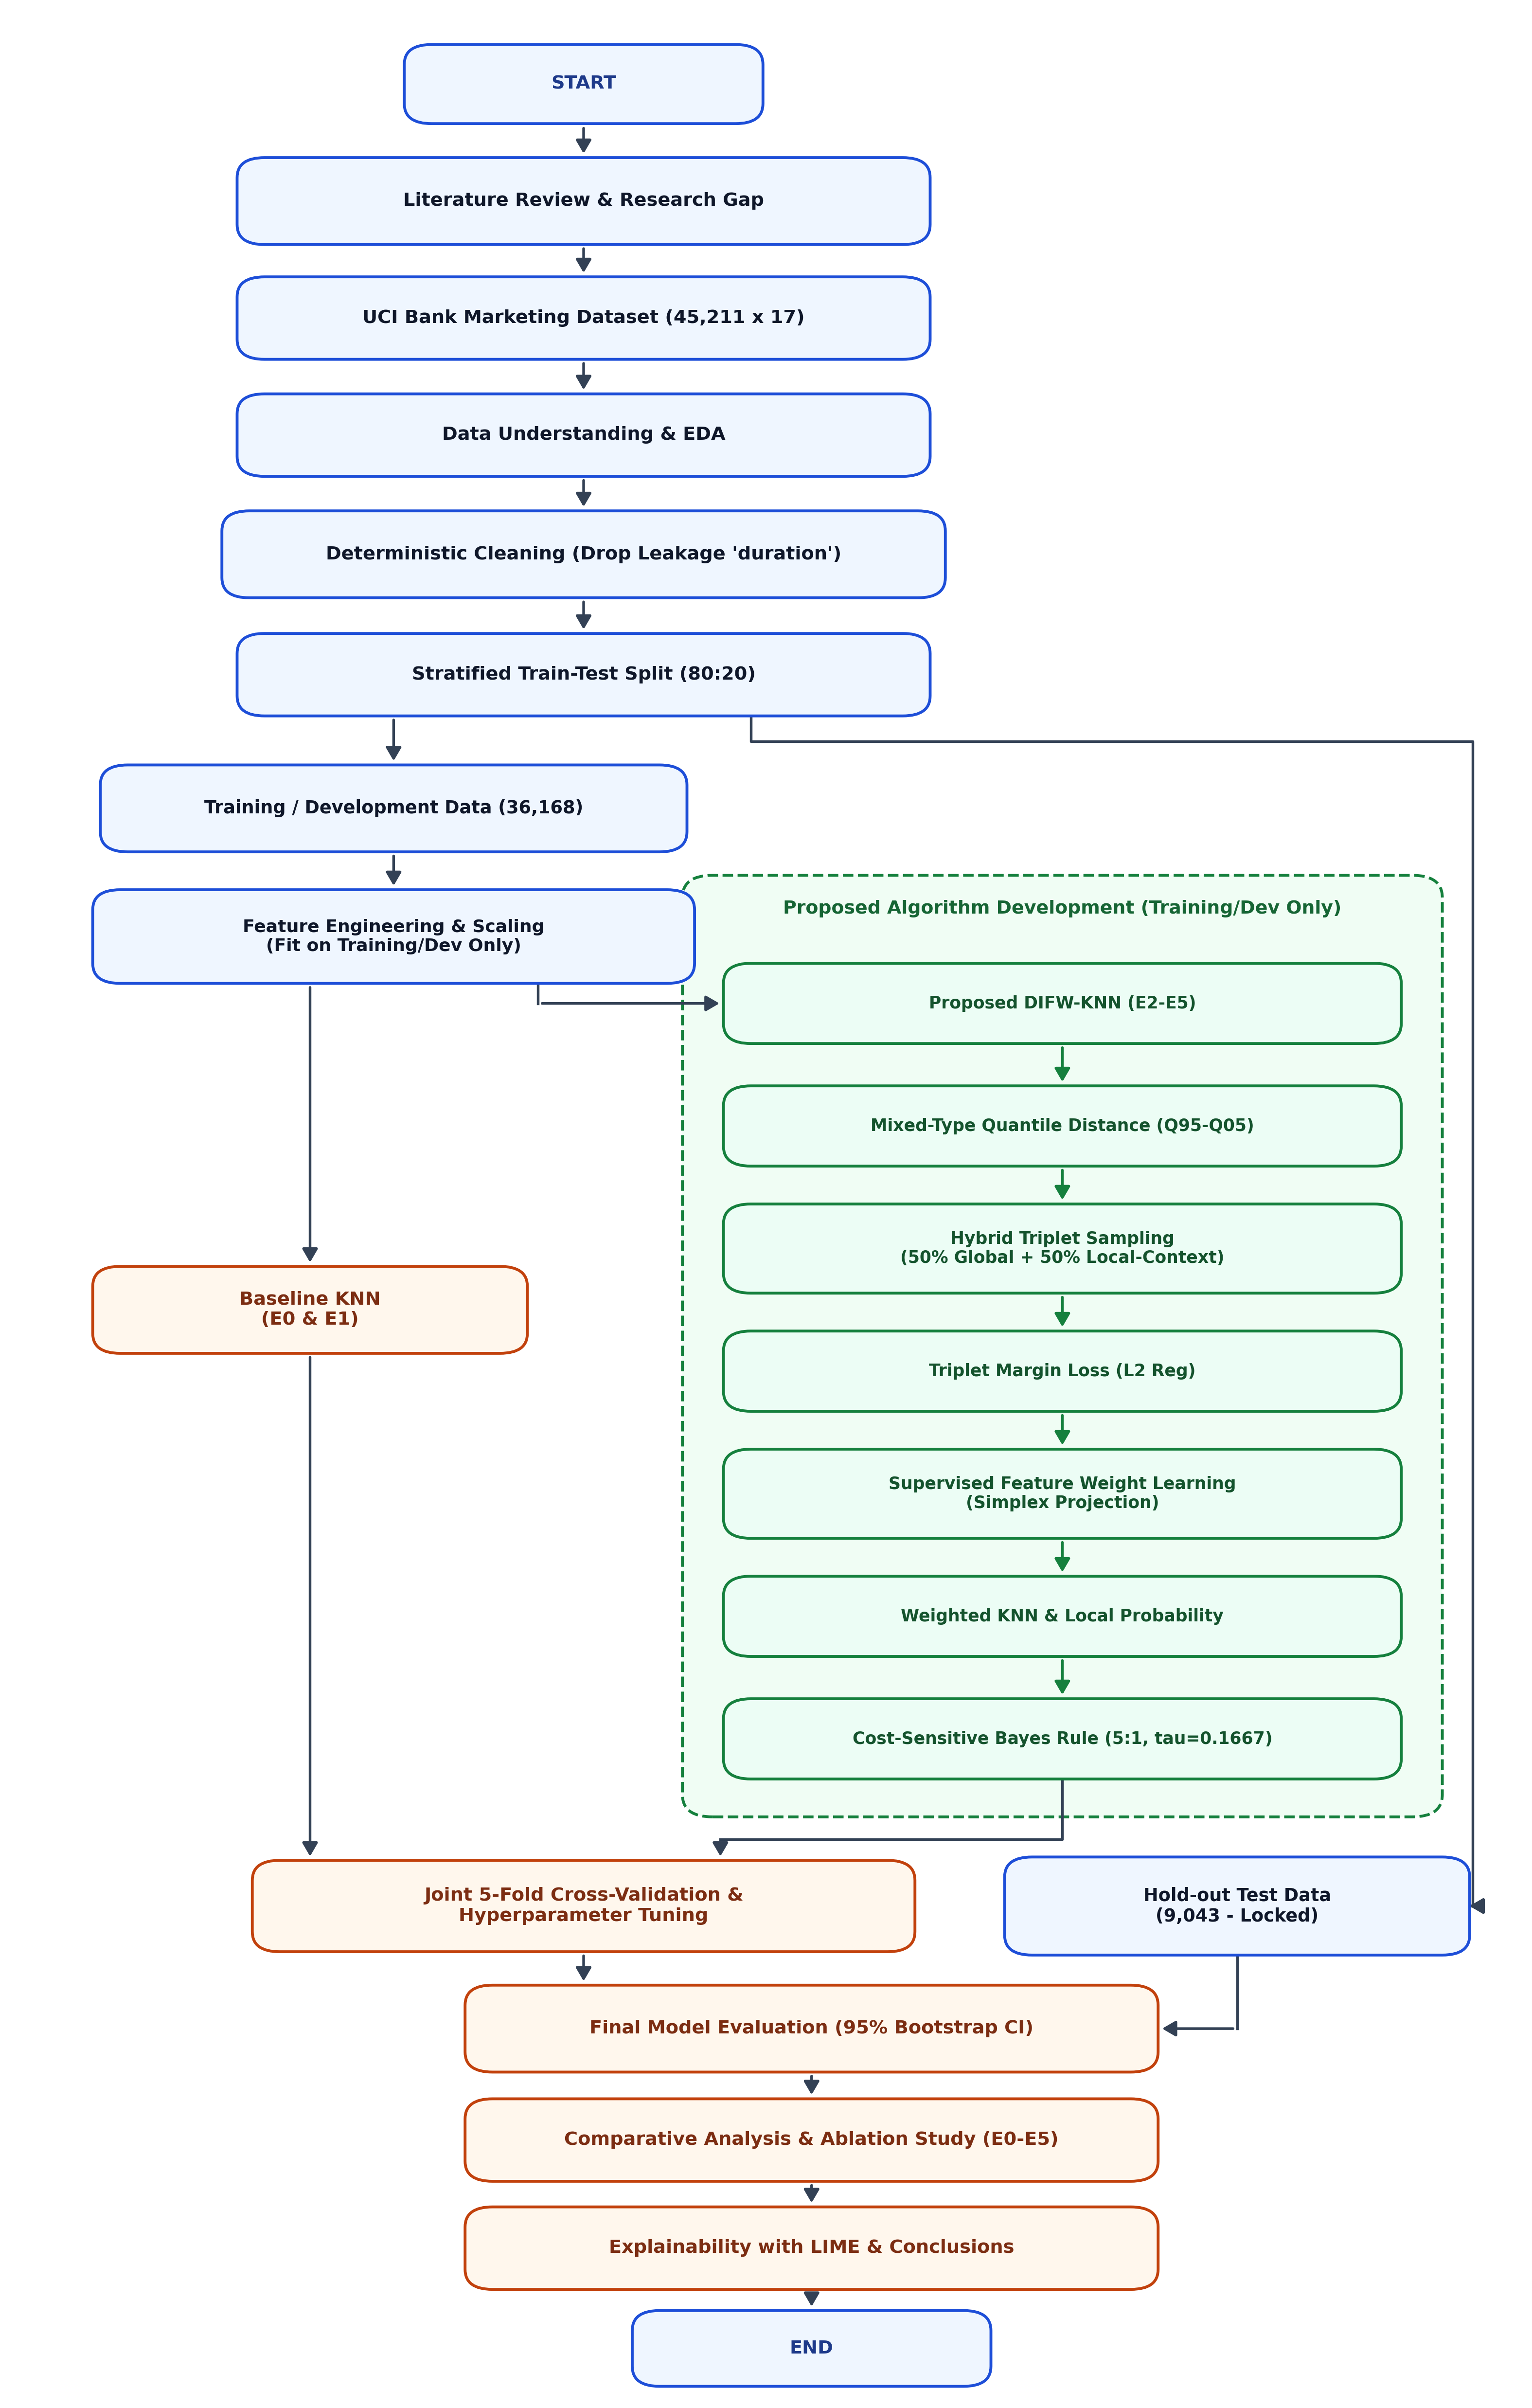 START
Literature Review & Research Gap
UCI Bank Marketing Dataset (45,211 x 17)
Data Understanding & EDA
Deterministic Cleaning (Drop Leakage 'duration')
Stratified Train-Test Split (80:20)
Training / Development Data (36,168)
Feature Engineering & Scaling
(Fit on Training/Dev Only)
Proposed Algorithm Development (Training/Dev Only)
Proposed DIFW-KNN (E2-E5)
Mixed-Type Quantile Distance (Q95-Q05)
Hybrid Triplet Sampling
(50% Global + 50% Local-Context)
Baseline KNN
(E0 & E1)
Triplet Margin Loss (L2 Reg)
Supervised Feature Weight Learning
(Simplex Projection)
Weighted KNN & Local Probability
Cost-Sensitive Bayes Rule (5:1, tau=0.1667)
Joint 5-Fold Cross-Validation &
Hyperparameter Tuning
Hold-out Test Data
(9,043 - Locked)
Final Model Evaluation (95% Bootstrap CI)
Comparative Analysis & Ablation Study (E0-E5)
Explainability with LIME & Conclusions
END